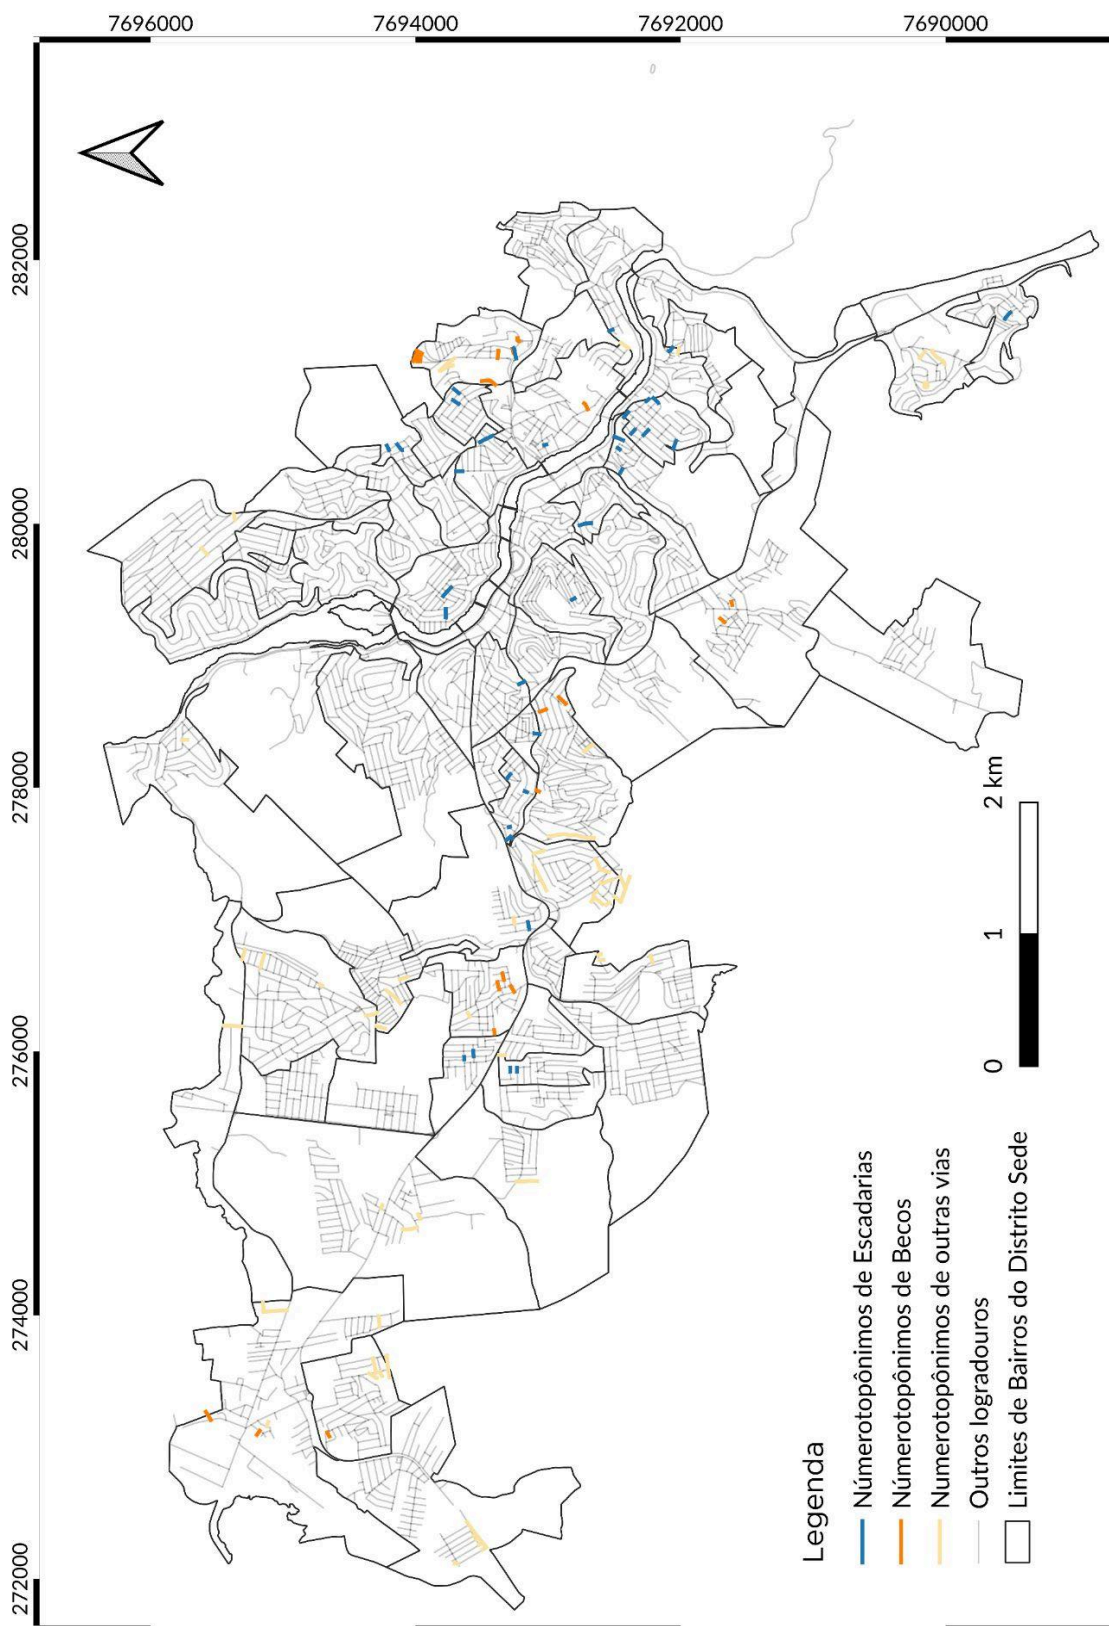 7696000
7694000
7692000
7690000
282000
280000
278000
276000
274000
272000
Legenda
Númerotopônimos de Escadarias
Númerotopônimos de Becos
Numerotopônimos de outras vias
Outros logradouros
Limites de Bairros do Distrito Sede
0
1
2 km